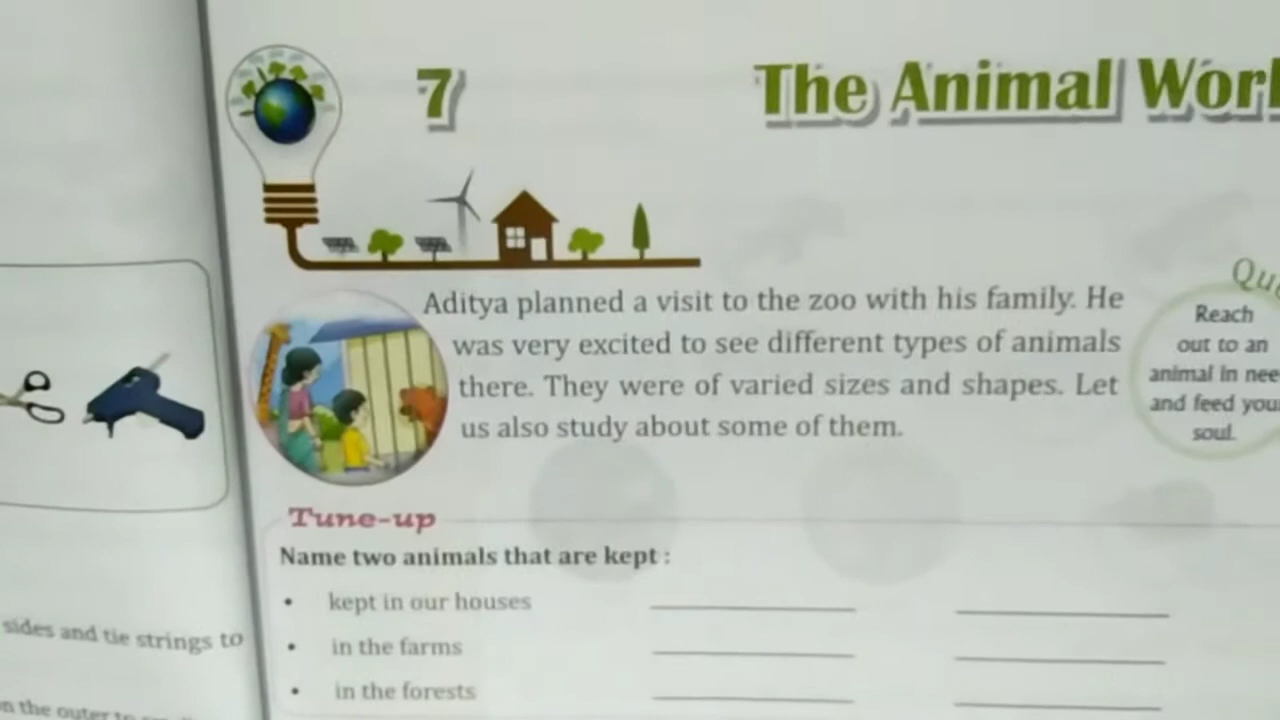 7
The Animal
Aditya planned a visit to the zoo with his family. He
was very excited to see different types of animals
there. They were of varied sizes and shapes. Let
us also study about some of them.
Reach
out to an
animal in
and feed
soul.
Tune-up
Name two animals that are kept :
• kept in our houses
• in the farms
• in the forests
sides and tie strings to
the outer to